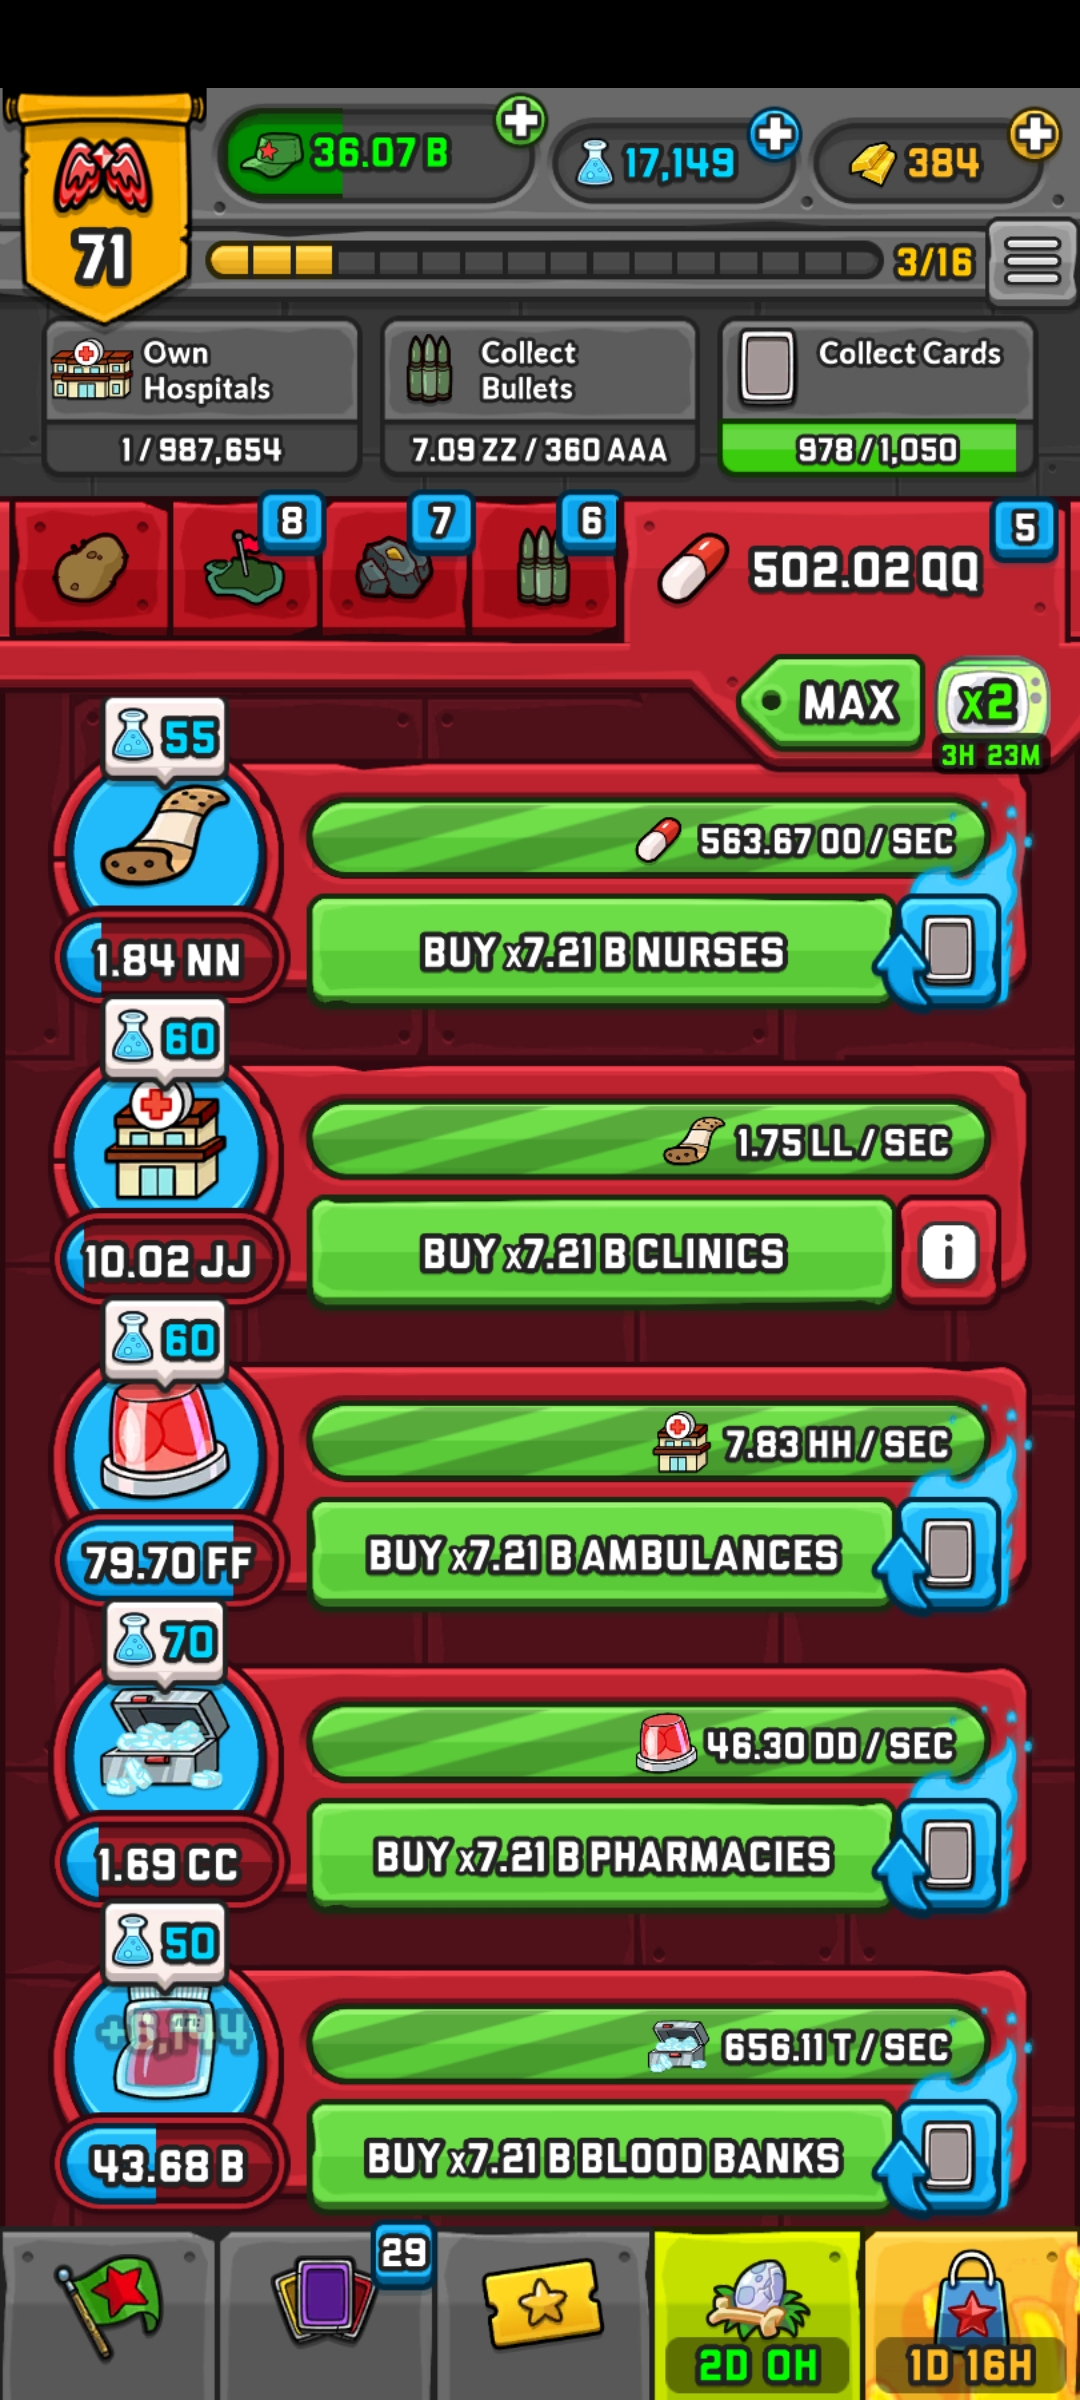 71
36.07 B
17,149
384
3/16
Own
Hospitals
1 / 987,654
Collect
Bullets
7.09 ZZ / 360 AAA
Collect Cards
978 / 1,050
8
7
6
5
502.02 QQ
MAX
x2
3H 23M
55
563.67 OO / SEC
1.84 NN
BUY x7.21 B NURSES
60
1.75 LL / SEC
10.02 JJ
BUY x7.21 B CLINICS
i
60
7.83 HH / SEC
79.70 FF
BUY x7.21 B AMBULANCES
70
46.30 DD / SEC
1.69 CC
BUY x7.21 B PHARMACIES
50
+6,144
656.11 T / SEC
43.68 B
BUY x7.21 B BLOOD BANKS
29
2D 0H
1D 16H